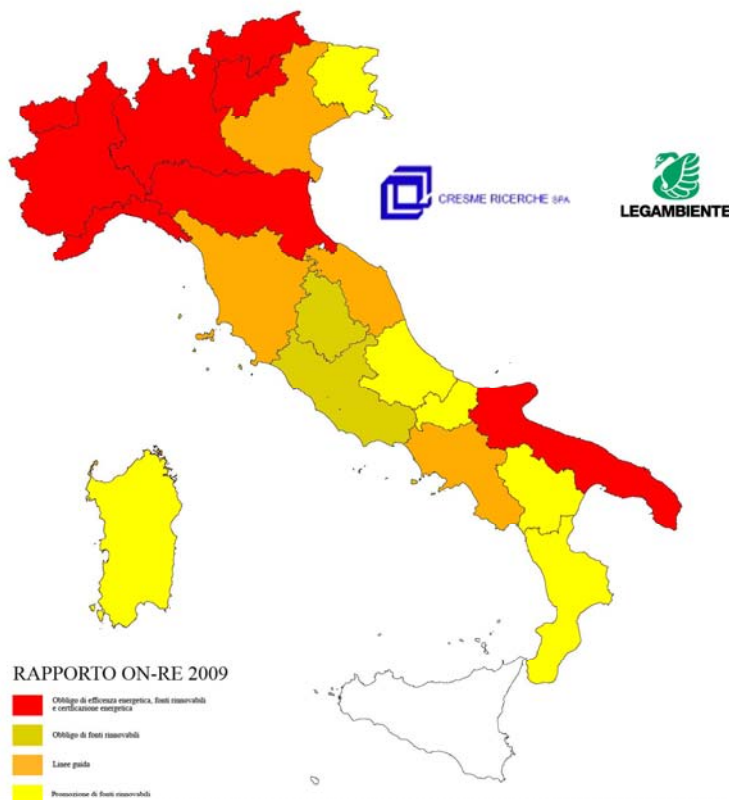 CRESME RICERCHE SPA
LEGAMBIENTE
RAPPORTO ON-RE 2009
Obbligo di efficenza energetica, fonti rinnovabili
e certificazione energetica
Obbligo di fonti rinnovabili
Linee guida
Promozione di fonti rinnovabili